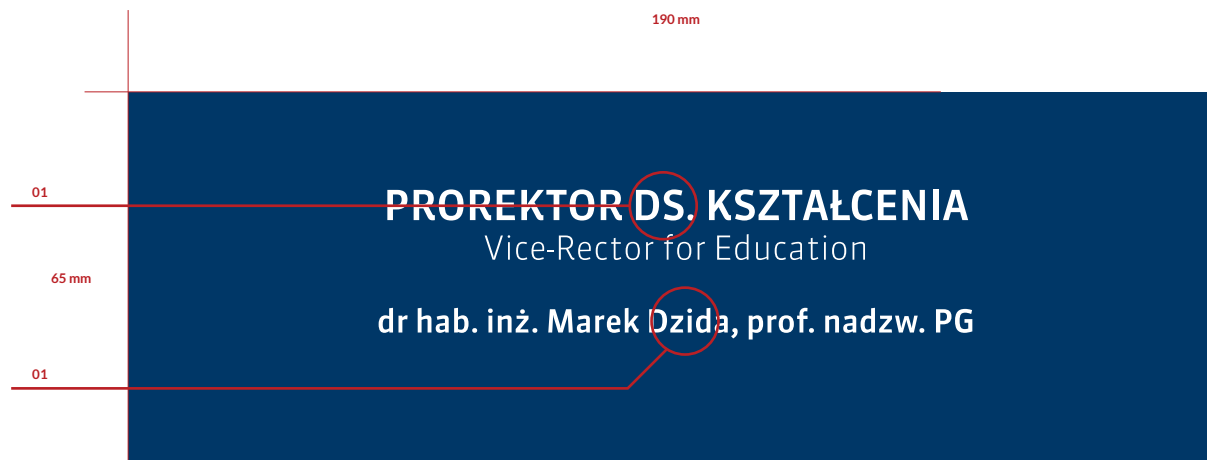 190 mm
01
PROREKTOR DS. KSZTAŁCENIA
Vice-Rector for Education
65 mm
dr hab. inż. Marek Dzida, prof. nadzw. PG
01